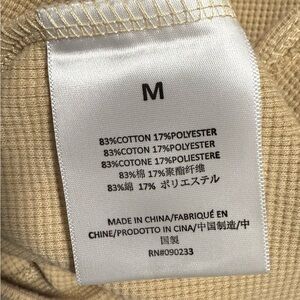 M
83%COTTON 17%POLYESTER
83%COTON 17%POLYESTER
83%COTONE 17%POLIESTERE
83%棉 17%聚酯纤维
83%綿 17% ポリエステル
MADE IN CHINA/FABRIQUÉ EN
CHINE/PRODOTTO IN CINA/中国制造/中
国製
RN#090233